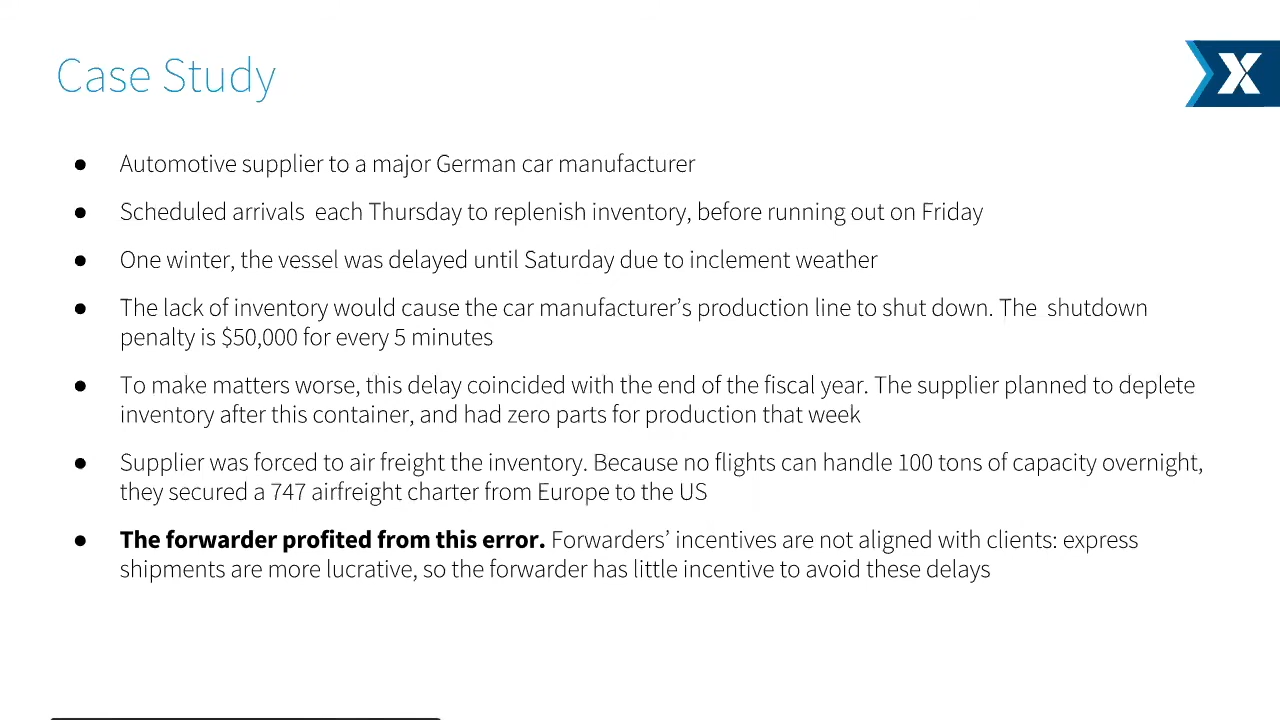 Case Study
X
● Automotive supplier to a major German car manufacturer
● Scheduled arrivals  each Thursday to replenish inventory, before running out on Friday
● One winter, the vessel was delayed until Saturday due to inclement weather
● The lack of inventory would cause the car manufacturer’s production line to shut down. The  shutdown
penalty is $50,000 for every 5 minutes
● To make matters worse, this delay coincided with the end of the fiscal year. The supplier planned to deplete
inventory after this container, and had zero parts for production that week
● Supplier was forced to air freight the inventory. Because no flights can handle 100 tons of capacity overnight,
they secured a 747 airfreight charter from Europe to the US
● The forwarder profited from this error. Forwarders’ incentives are not aligned with clients: express
shipments are more lucrative, so the forwarder has little incentive to avoid these delays